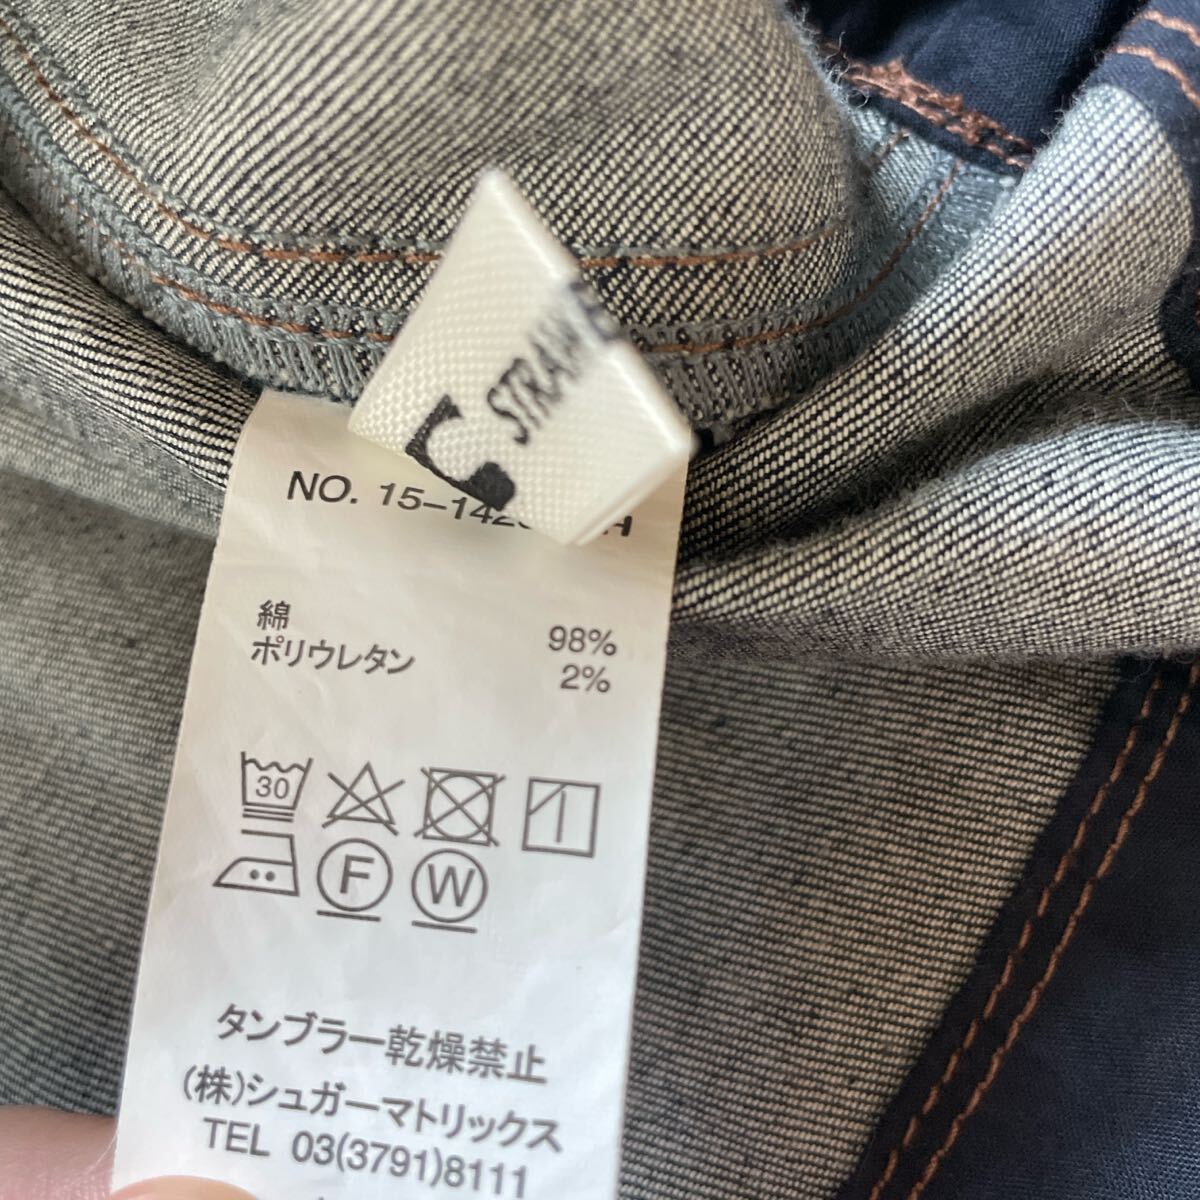 STRAW
NO. 15-142
綿 98%
ポリウレタン 2%
30
F W
タンブラー乾燥禁止
(株)シュガーマトリックス
TEL 03(3791)8111